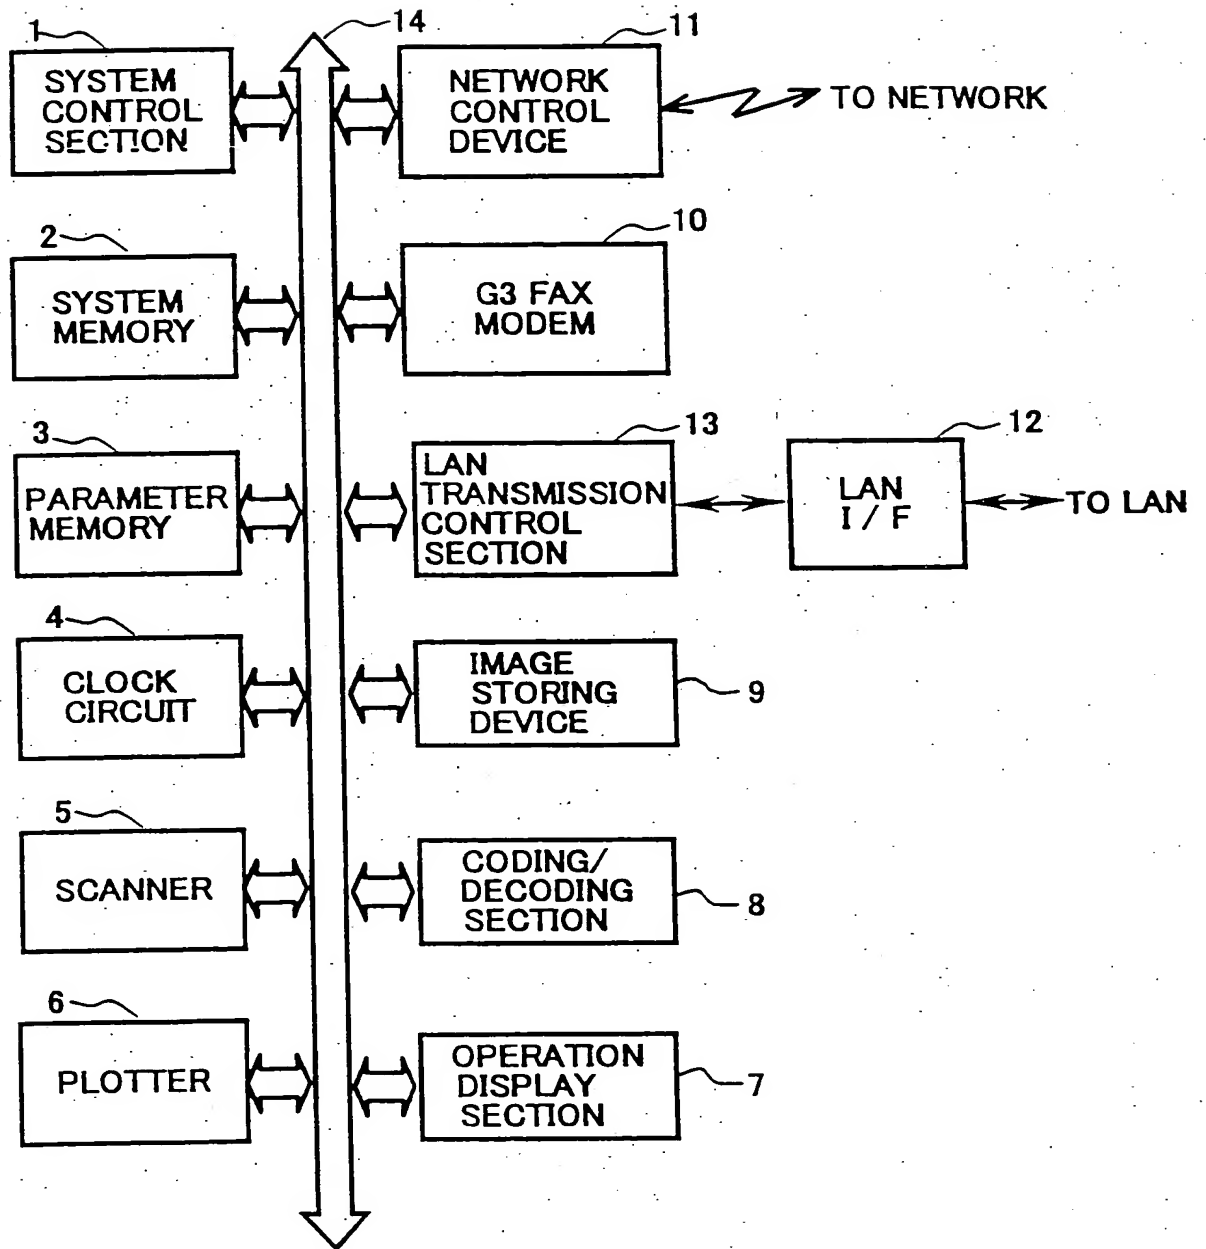 14
1
SYSTEM
CONTROL
SECTION
11
NETWORK
CONTROL
DEVICE
TO NETWORK
2
SYSTEM
MEMORY
10
G3 FAX
MODEM
3
PARAMETER
MEMORY
13
LAN
TRANSMISSION
CONTROL
SECTION
12
LAN
I / F
TO LAN
4
CLOCK
CIRCUIT
IMAGE
STORING
DEVICE
9
5
SCANNER
CODING/
DECODING
SECTION
8
6
PLOTTER
OPERATION
DISPLAY
SECTION
7